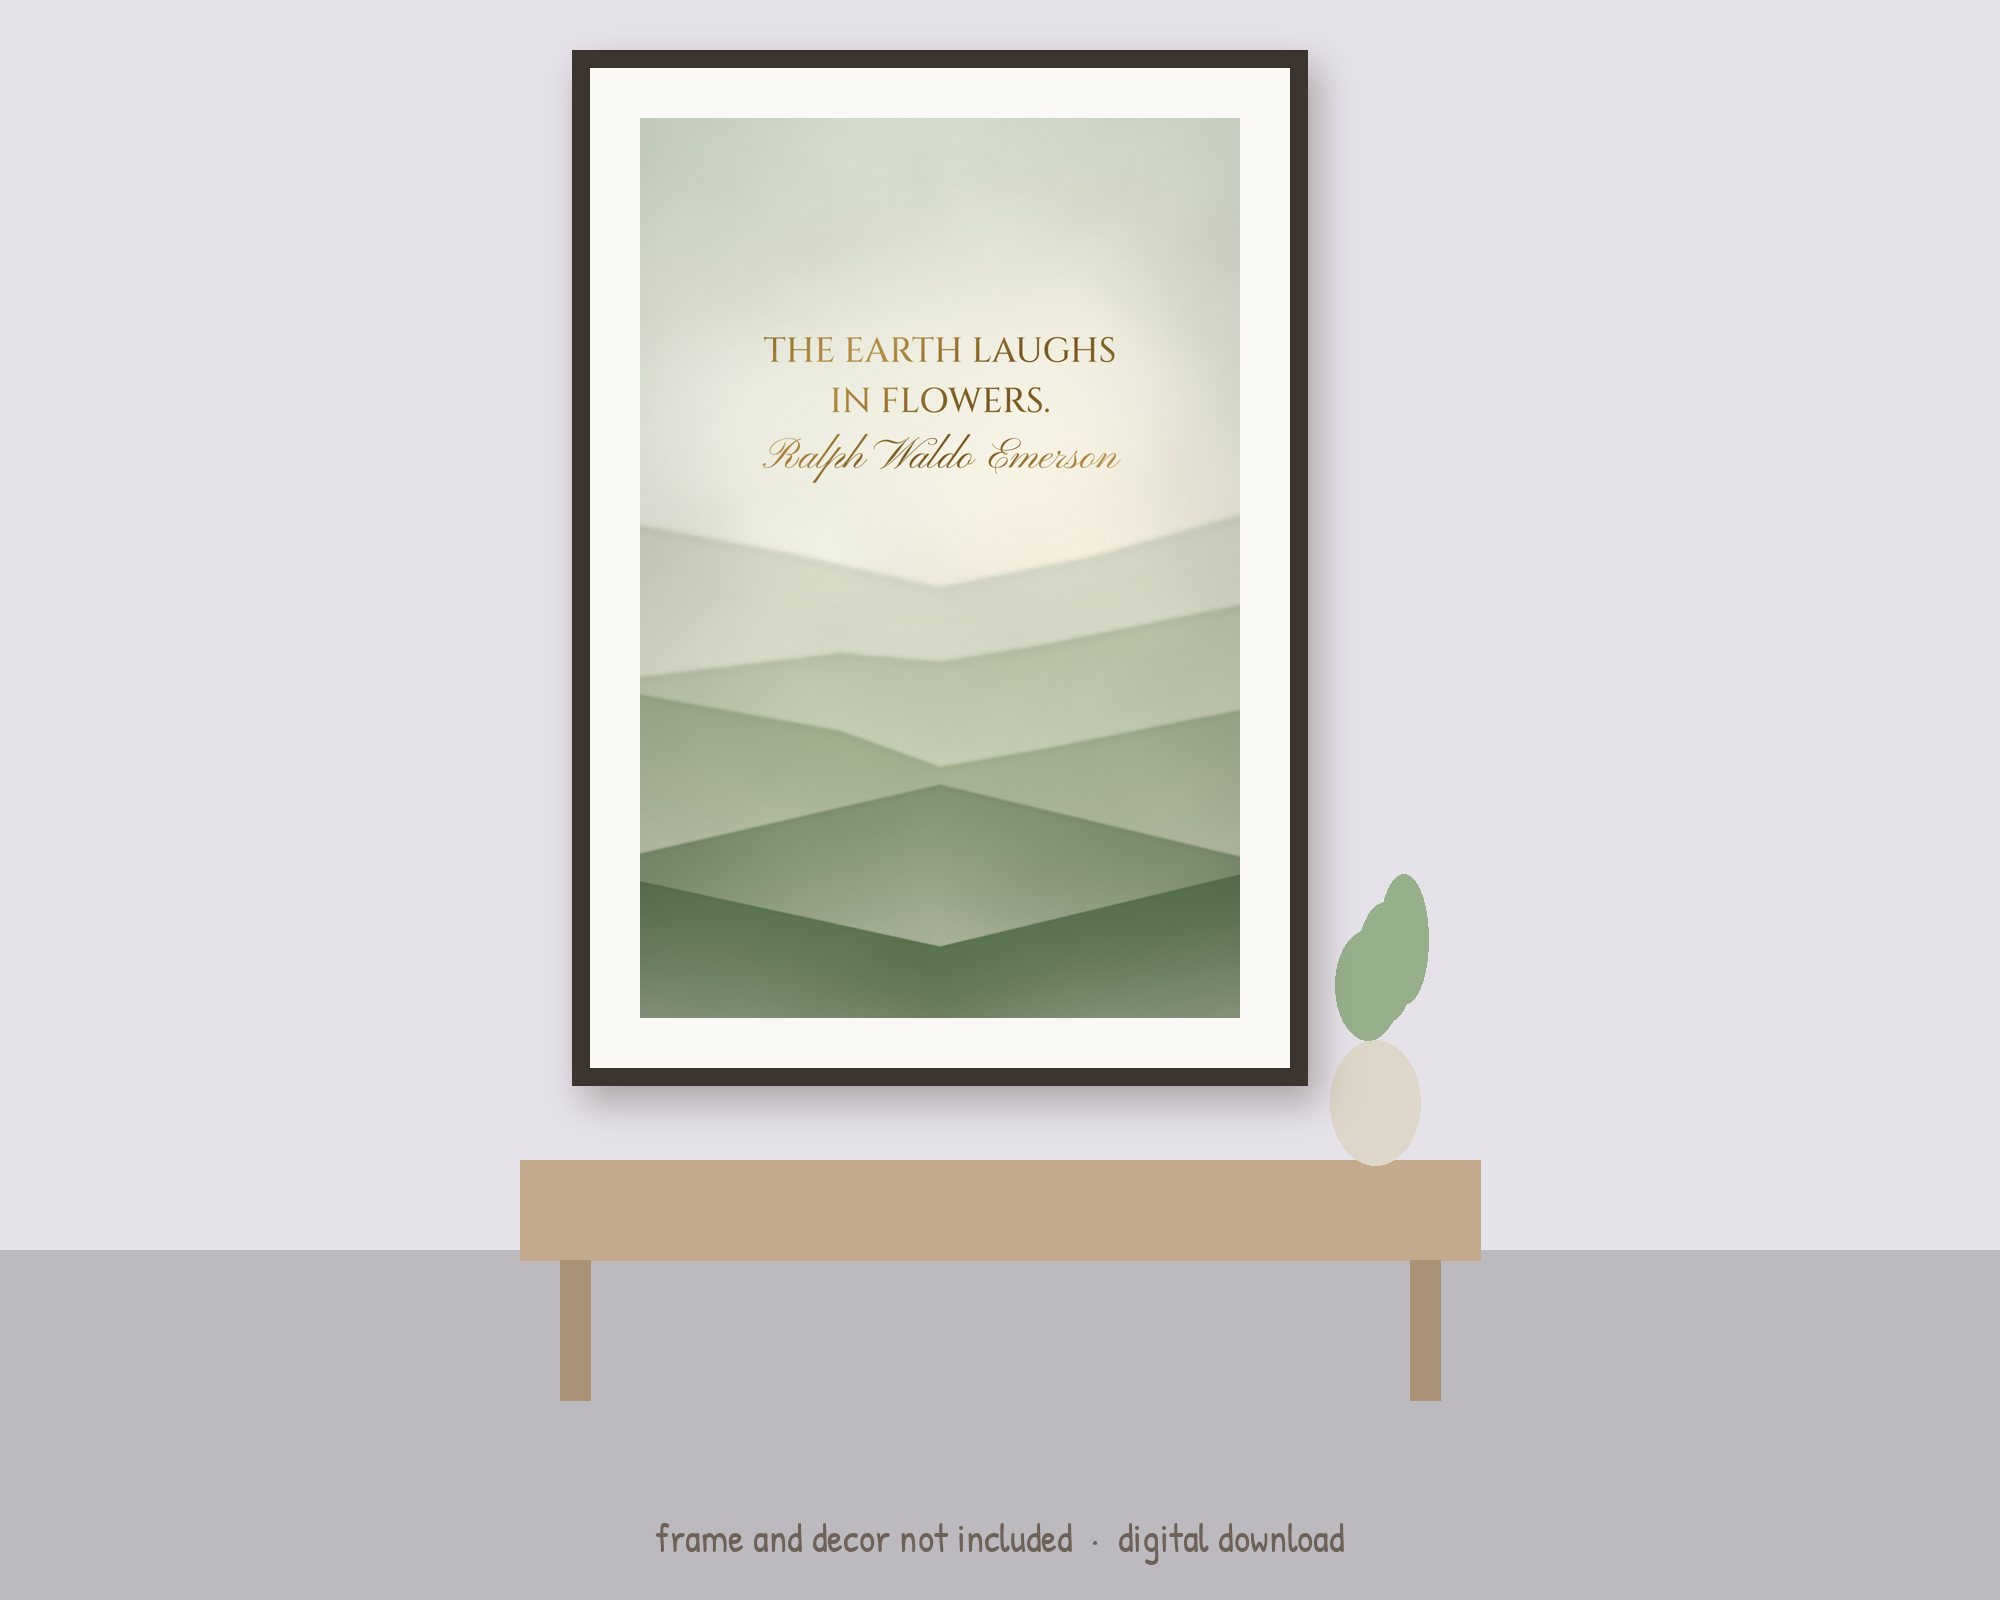 THE EARTH LAUGHS
IN FLOWERS.
Ralph Waldo Emerson
frame and decor not included · digital download